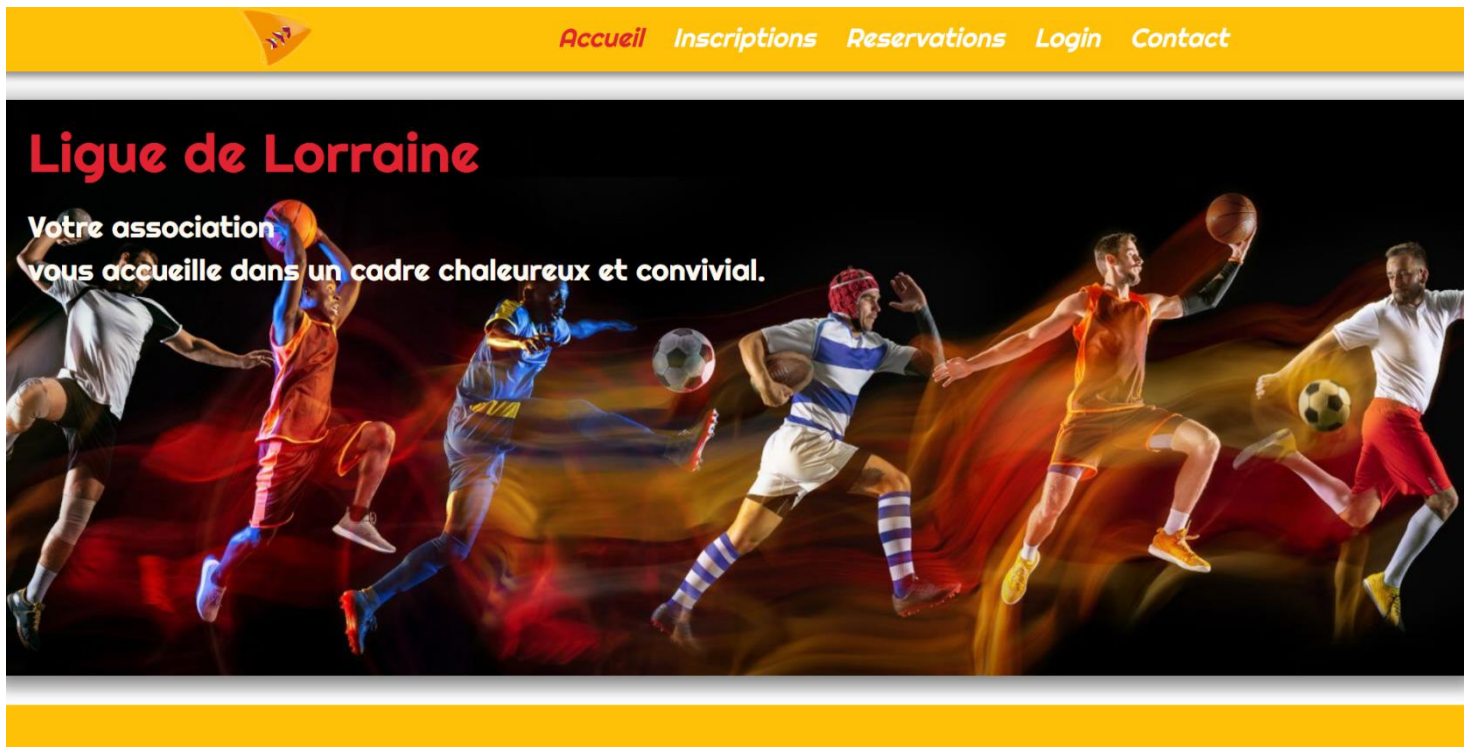 Accueil Inscriptions Reservations Login Contact
Ligue de Lorraine
Votre association
vous accueille dans un cadre chaleureux et convivial.